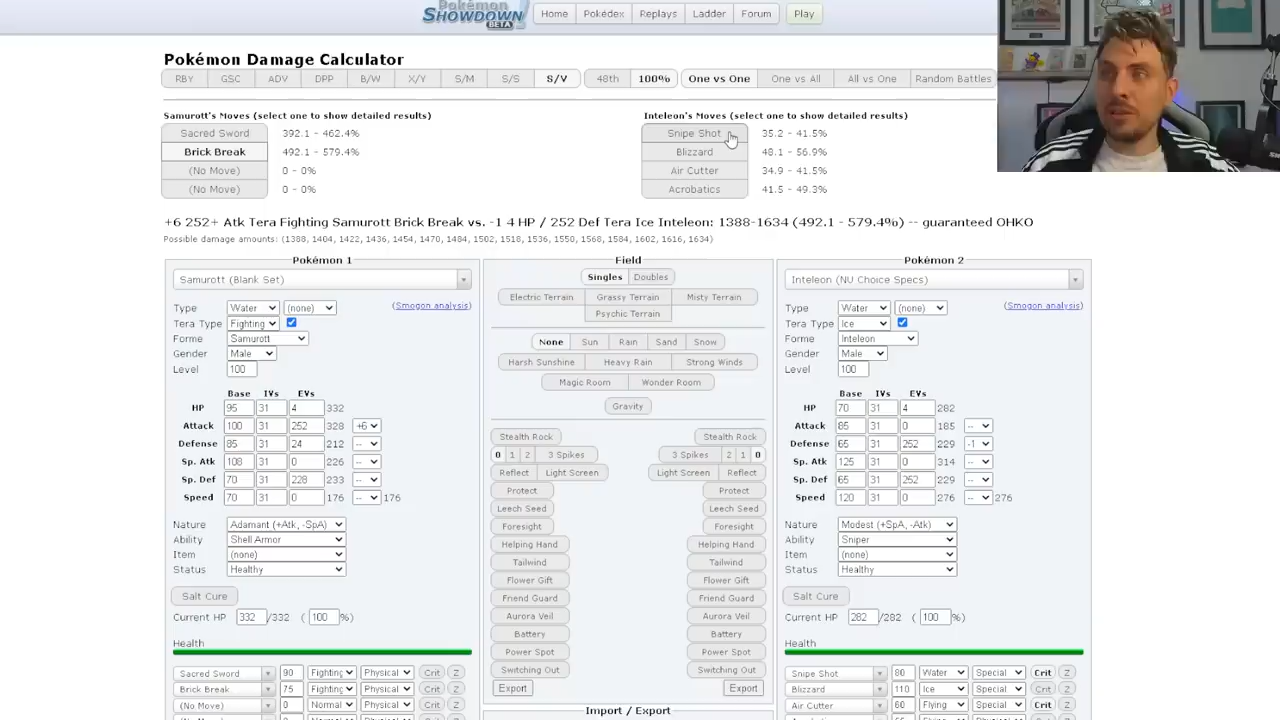 Pokémon
SHOWDOWN
BETA
Home Pokédex Replays Ladder Forum Play
Pokémon Damage Calculator
RBY GSC ADV DPP B/W X/Y S/M S/S S/V 48th 100% One vs One One vs All All vs One Random Battles
Samurott's Moves (select one to show detailed results)
Sacred Sword 392.1 - 462.4%
Brick Break 492.1 - 579.4%
(No Move) 0 - 0%
(No Move) 0 - 0%
Inteleon's Moves (select one to show detailed results)
Snipe Shot 35.2 - 41.5%
Blizzard 48.1 - 56.9%
Air Cutter 34.9 - 41.5%
Acrobatics 41.5 - 49.3%
+6 252+ Atk Tera Fighting Samurott Brick Break vs. -1 4 HP / 252 Def Tera Ice Inteleon: 1388-1634 (492.1 - 579.4%) -- guaranteed OHKO
Possible damage amounts: (1388, 1404, 1422, 1436, 1454, 1470, 1484, 1502, 1518, 1536, 1550, 1568, 1584, 1602, 1616, 1634)
Pokémon 1
Samurott (Blank Set)
Type Water (none) (Smogon analysis)
Tera Type Fighting
Forme Samurott
Gender Male
Level 100
Base IVs EVs
HP 95 31 4 332
Attack 100 31 252 328 +6
Defense 85 31 24 212 --
Sp. Atk 108 31 0 226 --
Sp. Def 70 31 228 233 --
Speed 70 31 0 176 -- 176
Nature Adamant (+Atk, -SpA)
Ability Shell Armor
Item (none)
Status Healthy
Salt Cure
Current HP 332 /332 ( 100 %)
Health
Sacred Sword 90 Fighting Physical Crit Z
Brick Break 75 Fighting Physical Crit Z
(No Move) 0 Normal Physical Crit Z
Field
Singles Doubles
Electric Terrain Grassy Terrain Misty Terrain
Psychic Terrain
None Sun Rain Sand Snow
Harsh Sunshine Heavy Rain Strong Winds
Magic Room Wonder Room
Gravity
Stealth Rock Stealth Rock
0 1 2 3 Spikes 3 Spikes 2 1 0
Reflect Light Screen Light Screen Reflect
Protect Protect
Leech Seed Leech Seed
Foresight Foresight
Helping Hand Helping Hand
Tailwind Tailwind
Flower Gift Flower Gift
Friend Guard Friend Guard
Aurora Veil Aurora Veil
Battery Battery
Power Spot Power Spot
Switching Out Switching Out
Export Export
Import / Export
Pokémon 2
Inteleon (NU Choice Specs)
Type Water (none) (Smogon analysis)
Tera Type Ice
Forme Inteleon
Gender Male
Level 100
Base IVs EVs
HP 70 31 4 282
Attack 85 31 0 185 --
Defense 65 31 252 229 -1
Sp. Atk 125 31 0 314 --
Sp. Def 65 31 252 229 --
Speed 120 31 0 276 -- 276
Nature Modest (+SpA, -Atk)
Ability Sniper
Item (none)
Status Healthy
Salt Cure
Current HP 282 /282 ( 100 %)
Health
Snipe Shot 80 Water Special Crit Z
Blizzard 110 Ice Special Crit Z
Air Cutter 60 Flying Special Crit Z